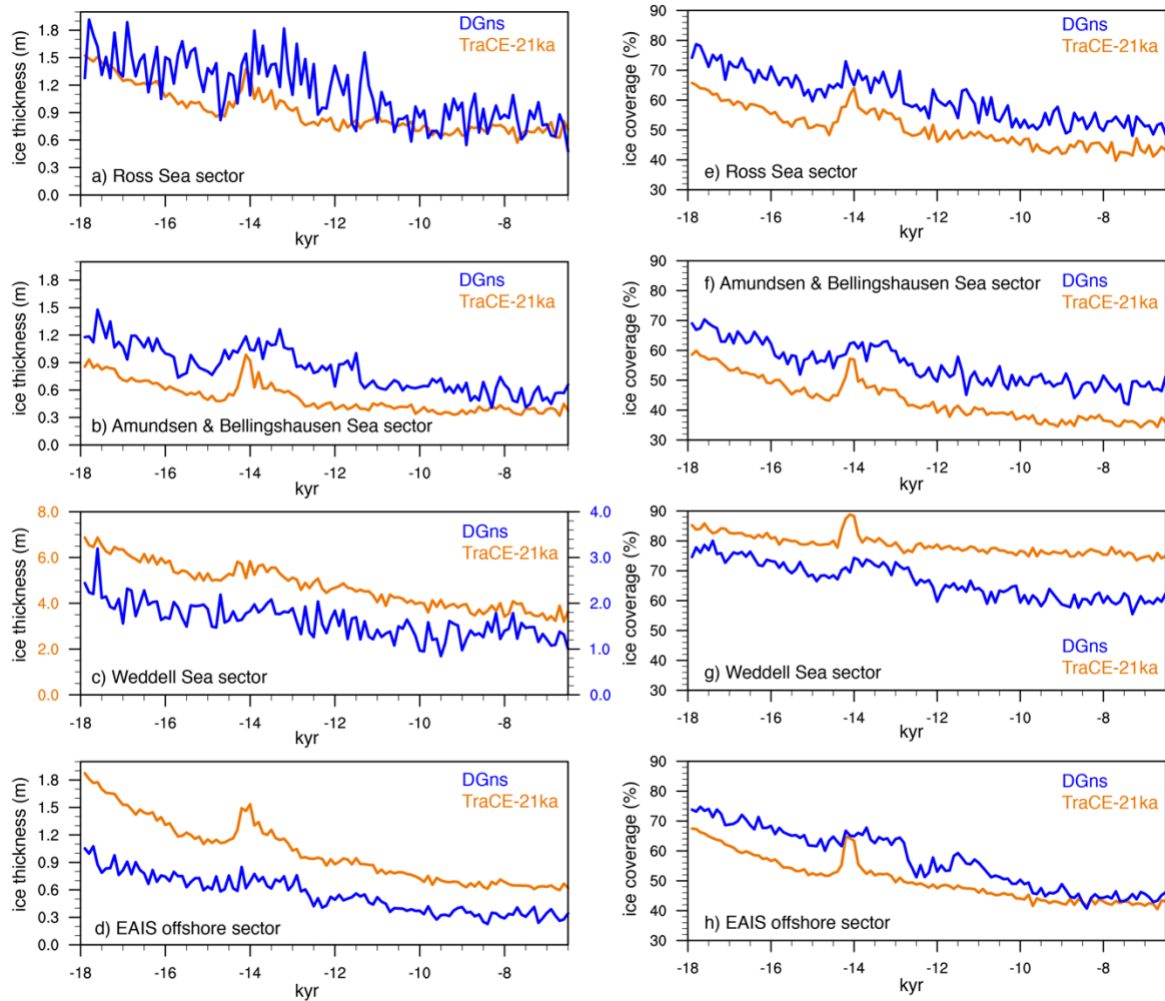 ice thickness (m)
1.8
1.5
1.2
0.9
0.6
0.3
0.0
DGns
TraCE-21ka
a) Ross Sea sector
-18 -16 -14 -12 -10 -8
kyr
ice coverage (%)
90
80
70
60
50
40
30
DGns
TraCE-21ka
e) Ross Sea sector
-18 -16 -14 -12 -10 -8
kyr
ice thickness (m)
1.8
1.5
1.2
0.9
0.6
0.3
0.0
DGns
TraCE-21ka
b) Amundsen & Bellingshausen Sea sector
-18 -16 -14 -12 -10 -8
kyr
ice coverage (%)
90
80
70
60
50
40
30
f) Amundsen & Bellingshausen Sea sector
DGns
TraCE-21ka
-18 -16 -14 -12 -10 -8
kyr
ice thickness (m)
8.0
6.0
4.0
2.0
0.0
DGns
TraCE-21ka
c) Weddell Sea sector
4.0
3.0
2.0
1.0
0.0
-18 -16 -14 -12 -10 -8
kyr
ice coverage (%)
90
80
70
60
50
40
30
DGns
TraCE-21ka
g) Weddell Sea sector
-18 -16 -14 -12 -10 -8
kyr
ice thickness (m)
1.8
1.5
1.2
0.9
0.6
0.3
0.0
DGns
TraCE-21ka
d) EAIS offshore sector
-18 -16 -14 -12 -10 -8
kyr
ice coverage (%)
90
80
70
60
50
40
30
DGns
TraCE-21ka
h) EAIS offshore sector
-18 -16 -14 -12 -10 -8
kyr